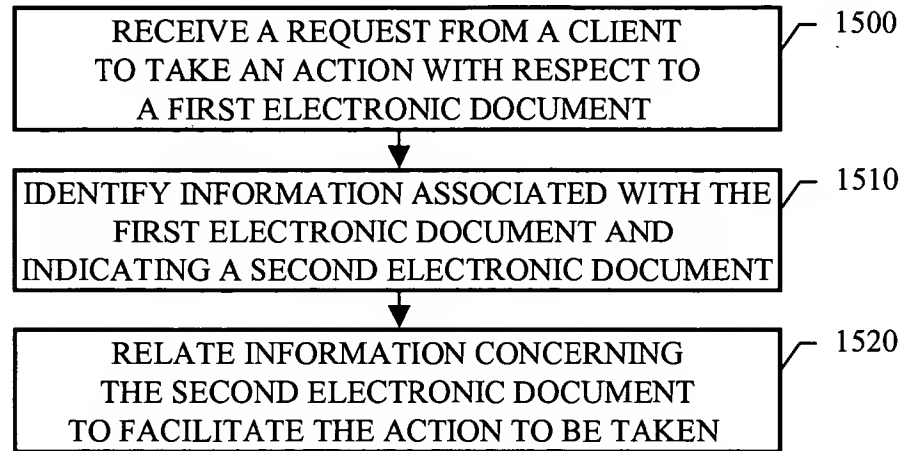 RECEIVE A REQUEST FROM A CLIENT
TO TAKE AN ACTION WITH RESPECT TO
A FIRST ELECTRONIC DOCUMENT
1500
IDENTIFY INFORMATION ASSOCIATED WITH THE
FIRST ELECTRONIC DOCUMENT AND
INDICATING A SECOND ELECTRONIC DOCUMENT
1510
RELATE INFORMATION CONCERNING
THE SECOND ELECTRONIC DOCUMENT
TO FACILITATE THE ACTION TO BE TAKEN
1520